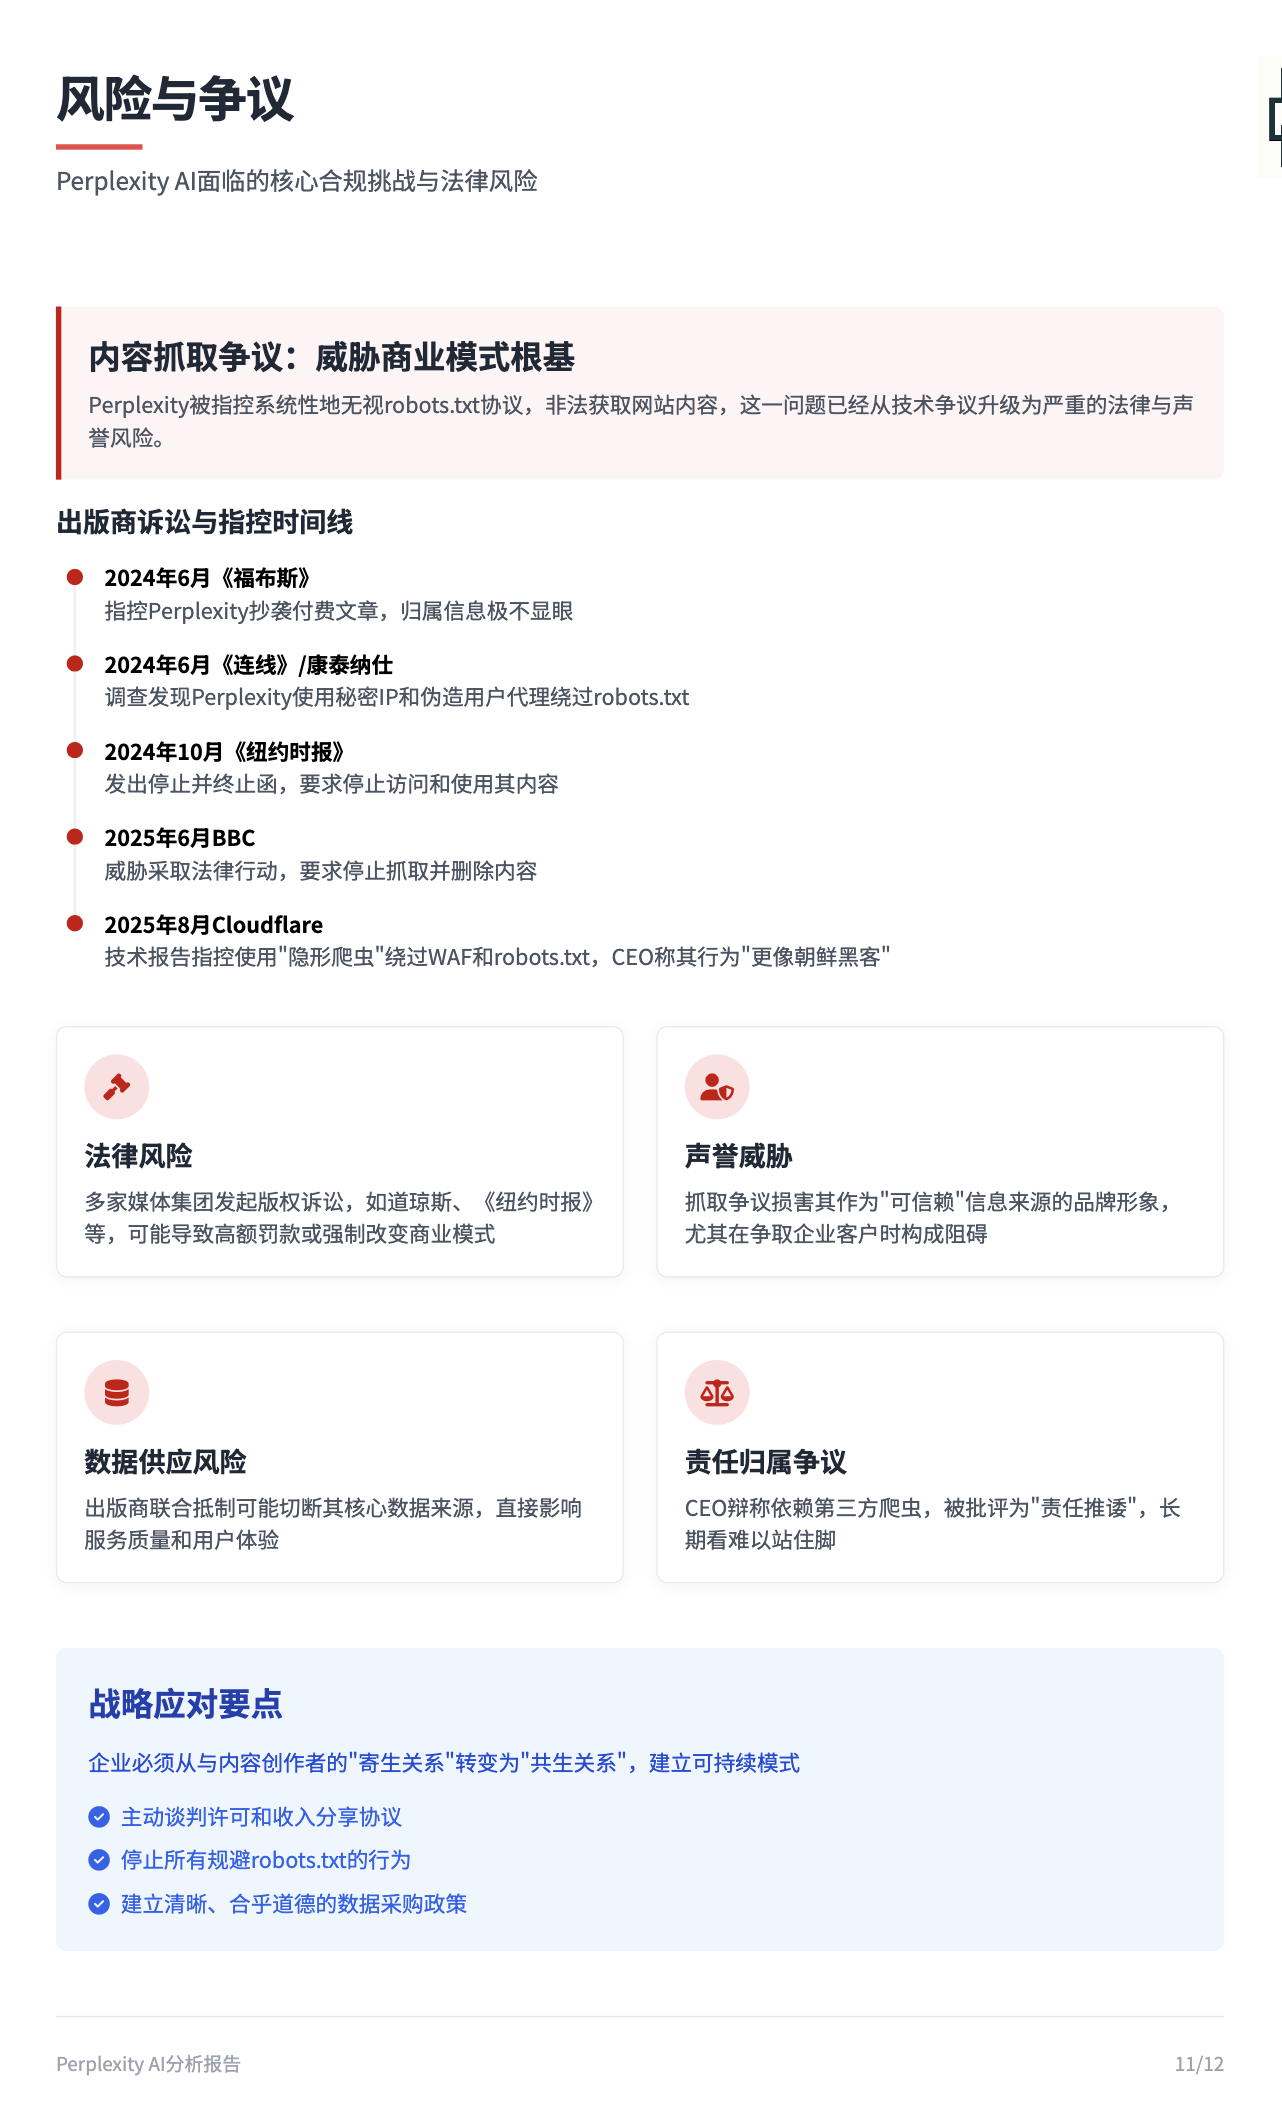 风险与争议
Perplexity AI面临的核心合规挑战与法律风险
内容抓取争议：威胁商业模式根基
Perplexity被指控系统性地无视robots.txt协议，非法获取网站内容，这一问题已经从技术争议升级为严重的法律与声
誉风险。
出版商诉讼与指控时间线
2024年6月《福布斯》
指控Perplexity抄袭付费文章，归属信息极不显眼
2024年6月《连线》/康泰纳仕
调查发现Perplexity使用秘密IP和伪造用户代理绕过robots.txt
2024年10月《纽约时报》
发出停止并终止函，要求停止访问和使用其内容
2025年6月BBC
威胁采取法律行动，要求停止抓取并删除内容
2025年8月Cloudflare
技术报告指控使用"隐形爬虫"绕过WAF和robots.txt，CEO称其行为"更像朝鲜黑客"
法律风险
多家媒体集团发起版权诉讼，如道琼斯、《纽约时报》
等，可能导致高额罚款或强制改变商业模式
声誉威胁
抓取争议损害其作为"可信赖"信息来源的品牌形象，
尤其在争取企业客户时构成阻碍
数据供应风险
出版商联合抵制可能切断其核心数据来源，直接影响
服务质量和用户体验
责任归属争议
CEO辩称依赖第三方爬虫，被批评为"责任推诿"，长
期看难以站住脚
战略应对要点
企业必须从与内容创作者的"寄生关系"转变为"共生关系"，建立可持续模式
主动谈判许可和收入分享协议
停止所有规避robots.txt的行为
建立清晰、合乎道德的数据采购政策
Perplexity AI分析报告
11/12